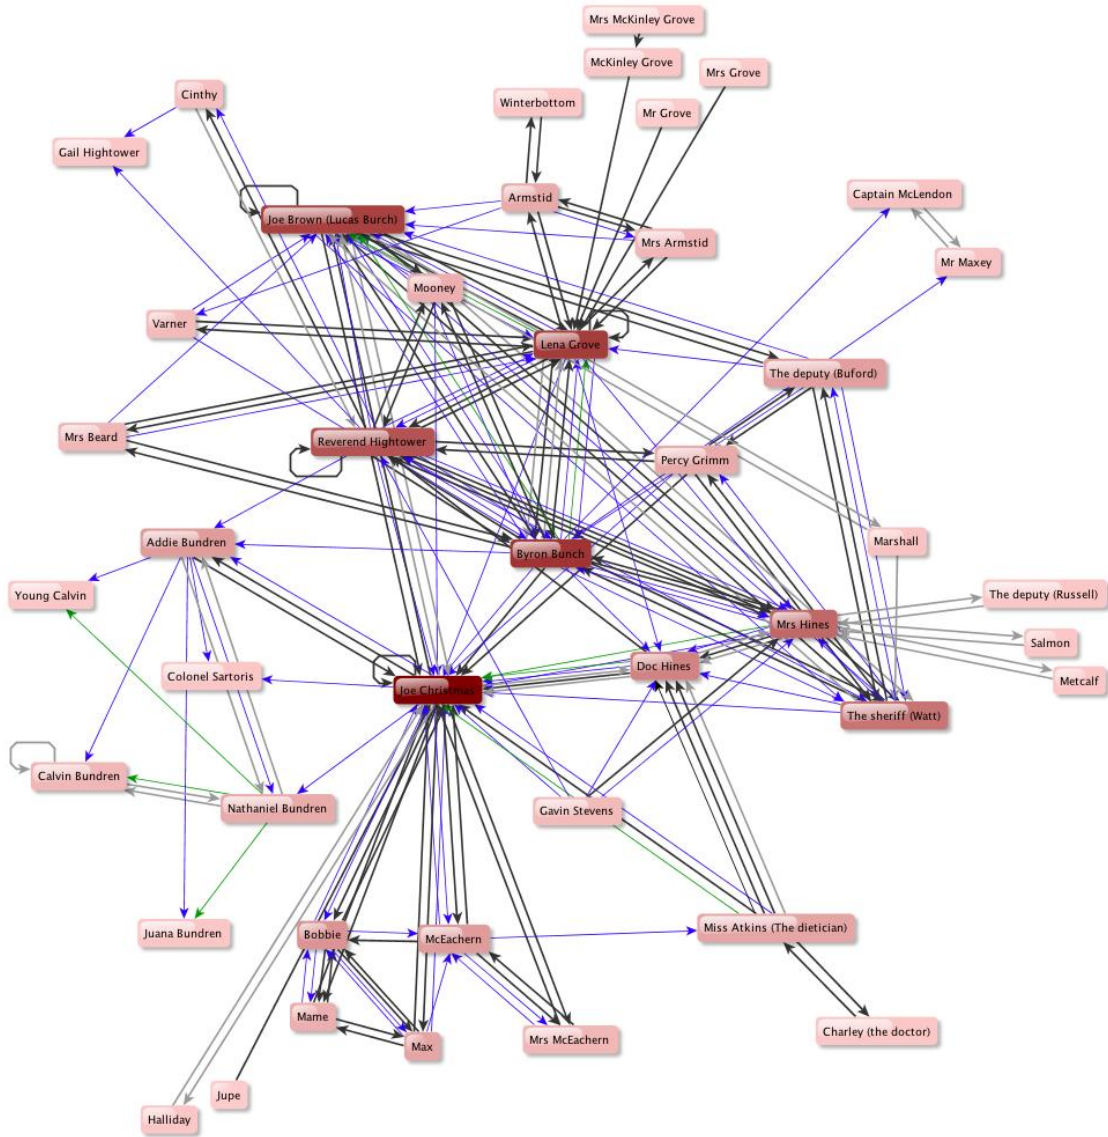 Mrs McKinley Grove
McKinley Grove
Mrs Grove
Cinthy
Winterbottom
Mr Grove
Gail Hightower
Armstid
Captain McLendon
Joe Brown (Lucas Burch)
Mrs Armstid
Mr Maxey
Mooney
Varner
Lena Grove
The deputy (Buford)
Mrs Beard
Reverend Hightower
Percy Grimm
Addie Bundren
Byron Bunch
Marshall
Young Calvin
The deputy (Russell)
Mrs Hines
Salmon
Colonel Sartoris
Doc Hines
Metcalf
Joe Christmas
The sheriff (Watt)
Calvin Bundren
Nathaniel Bundren
Gavin Stevens
Juana Bundren
Bobbie
McEachern
Miss Atkins (The dietician)
Mame
Max
Mrs McEachern
Charley (the doctor)
Jupe
Halliday